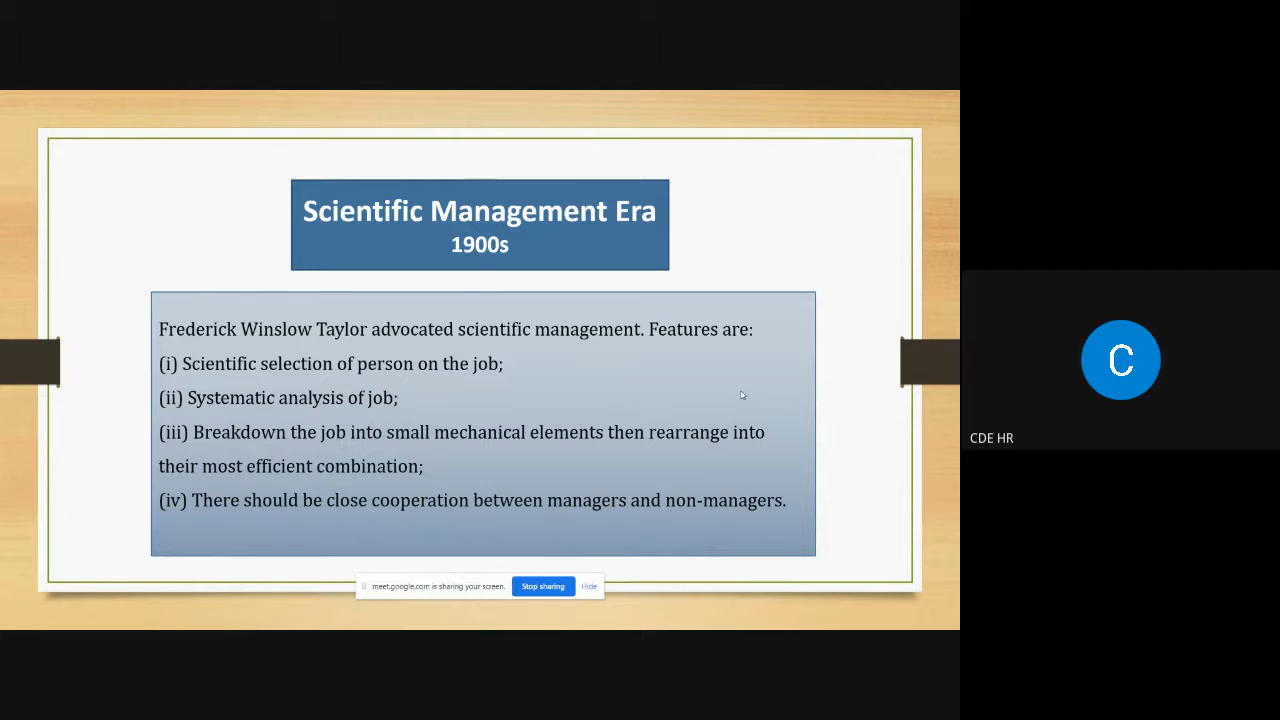 Scientific Management Era
1900s
Frederick Winslow Taylor advocated scientific management. Features are:
(i) Scientific selection of person on the job;
(ii) Systematic analysis of job;
(iii) Breakdown the job into small mechanical elements then rearrange into
their most efficient combination;
(iv) There should be close cooperation between managers and non-managers.
meet.google.com is sharing your screen. Stop sharing Hide
C
CDE HR